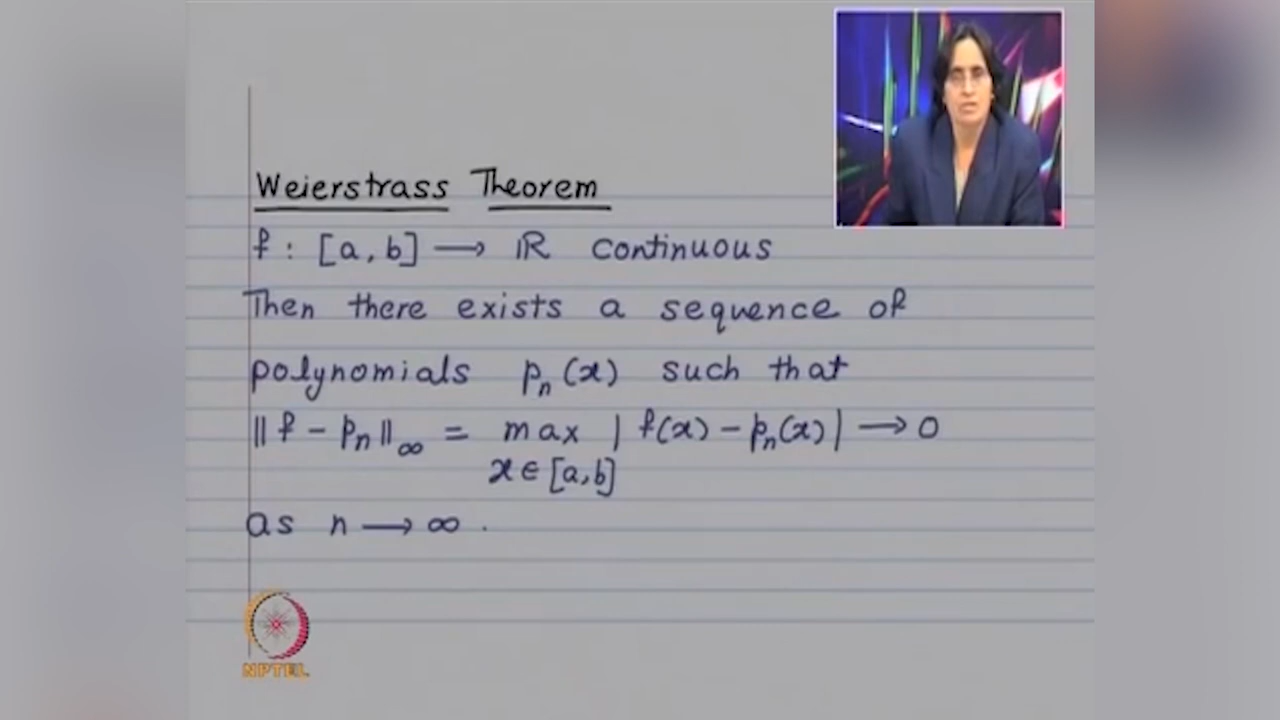 Weierstrass Theorem
f : [a, b] ⟶ ℝ continuous
Then there exists a sequence of
polynomials pₙ(x) such that
‖ f − pₙ ‖∞ = max | f(x) − pₙ(x) | ⟶ 0
x ∈ [a, b]
as n ⟶ ∞ .
NPTEL